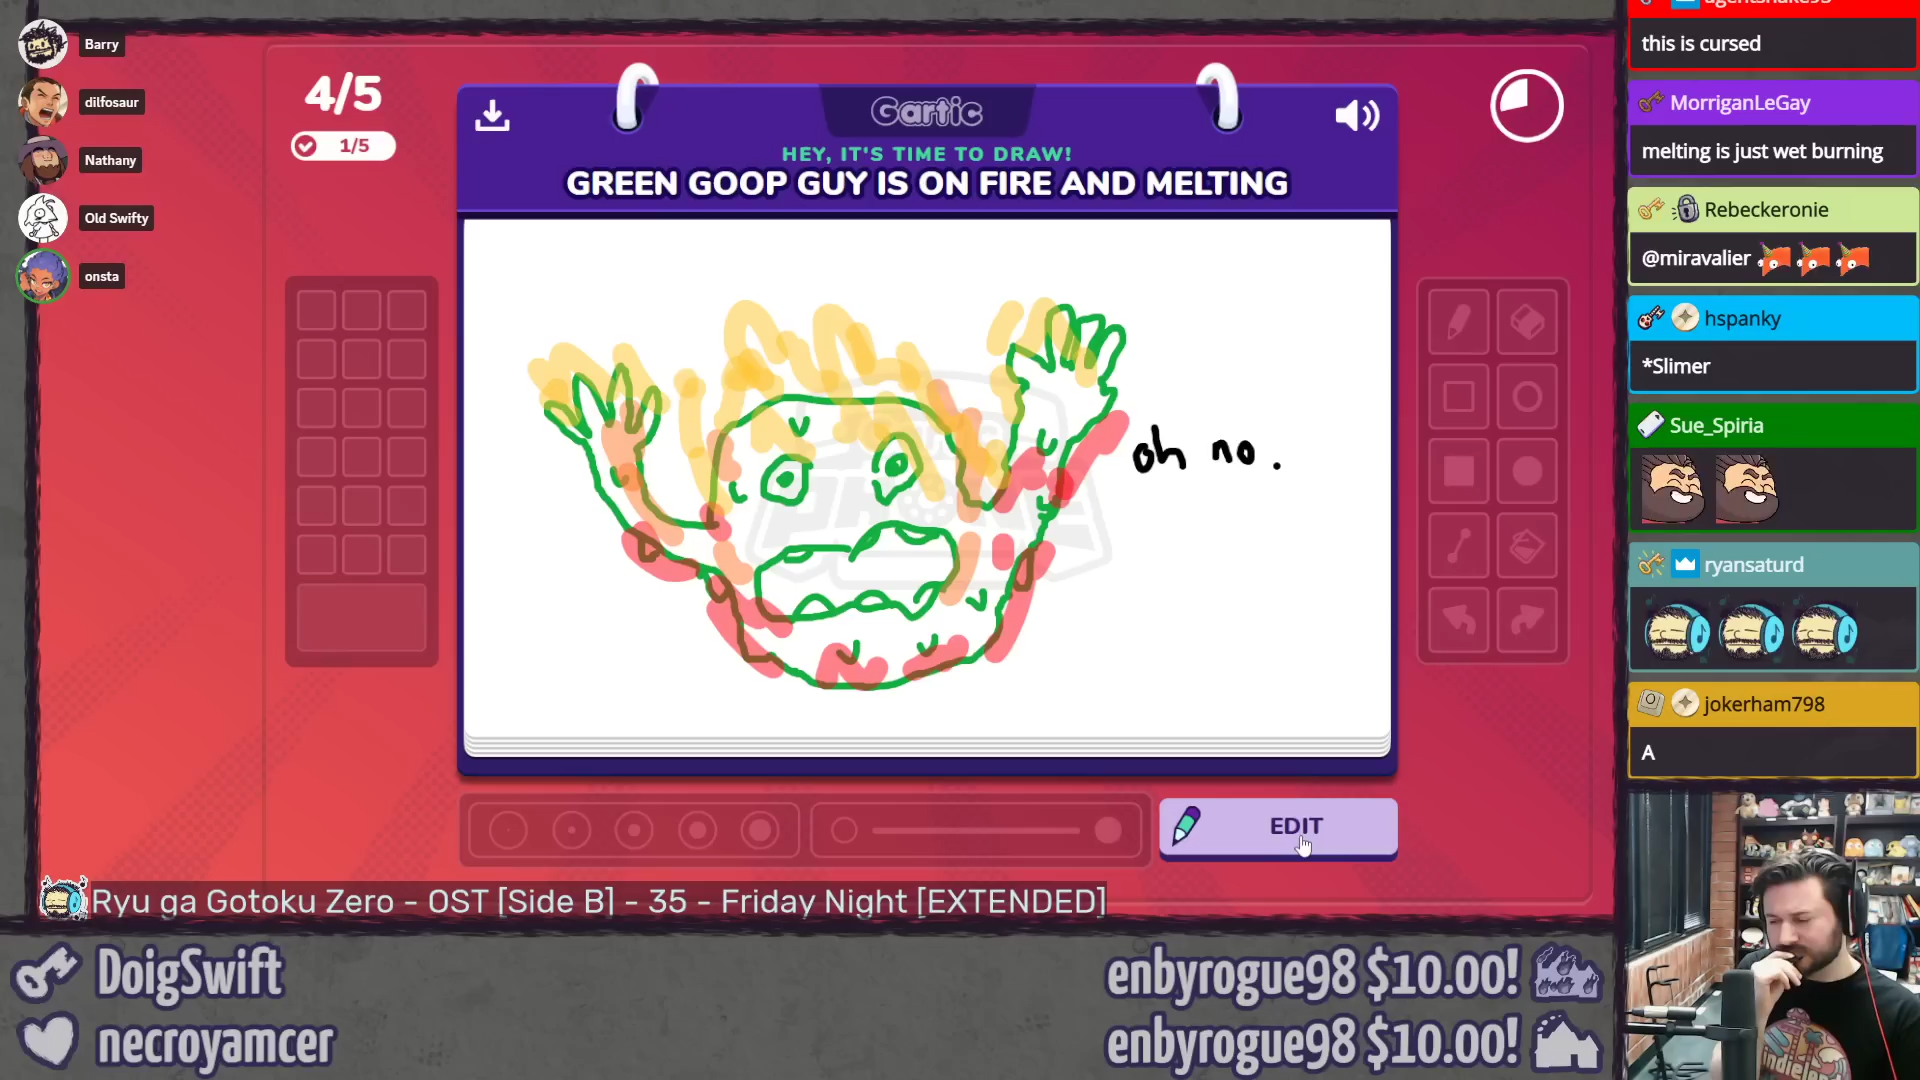 Barry
dilfosaur
Nathany
Old Swifty
onsta
4/5
1/5
Gartic
HEY, IT'S TIME TO DRAW!
GREEN GOOP GUY IS ON FIRE AND MELTING
oh no.
EDIT
Ryu ga Gotoku Zero - OST [Side B] - 35 - Friday Night [EXTENDED]
DoigSwift
necroyamcer
enbyrogue98 $10.00!
enbyrogue98 $10.00!
this is cursed
MorriganLeGay
melting is just wet burning
Rebeckeronie
@miravalier
hspanky
*Slimer
Sue_Spiria
ryansaturd
jokerham798
A